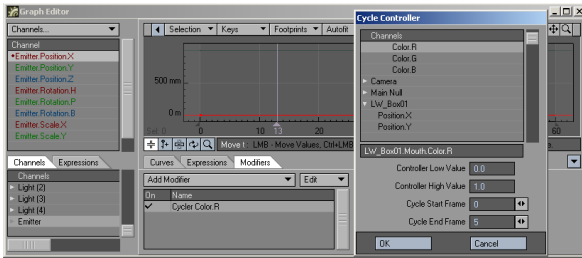 Graph Editor
Channels...
Selection
Keys
Footprints
Autofit
Channel
Emitter.Position.X
Emitter.Position.Y
Emitter.Position.Z
Emitter.Rotation.H
Emitter.Rotation.P
Emitter.Rotation.B
Emitter.Scale.X
Emitter.Scale.Y
500 mm
0 m
0
10
13
20
60
Move: LMB - Move Values, Ctrl+LMB
Channels
Expressions
Channels
Light (2)
Light (3)
Light (4)
Emitter
Curves
Expressions
Modifiers
Add Modifier
Edit
On
Name
Cycler Color.R
Cycle Controller
Channels
Color.R
Color.G
Color.B
Camera
Main Null
LW_Box01
Position.X
Position.Y
LW_Box01.Mouth.Color.R
Controller Low Value 0.0
Controller High Value 1.0
Cycle Start Frame 0
Cycle End Frame 5
OK
Cancel